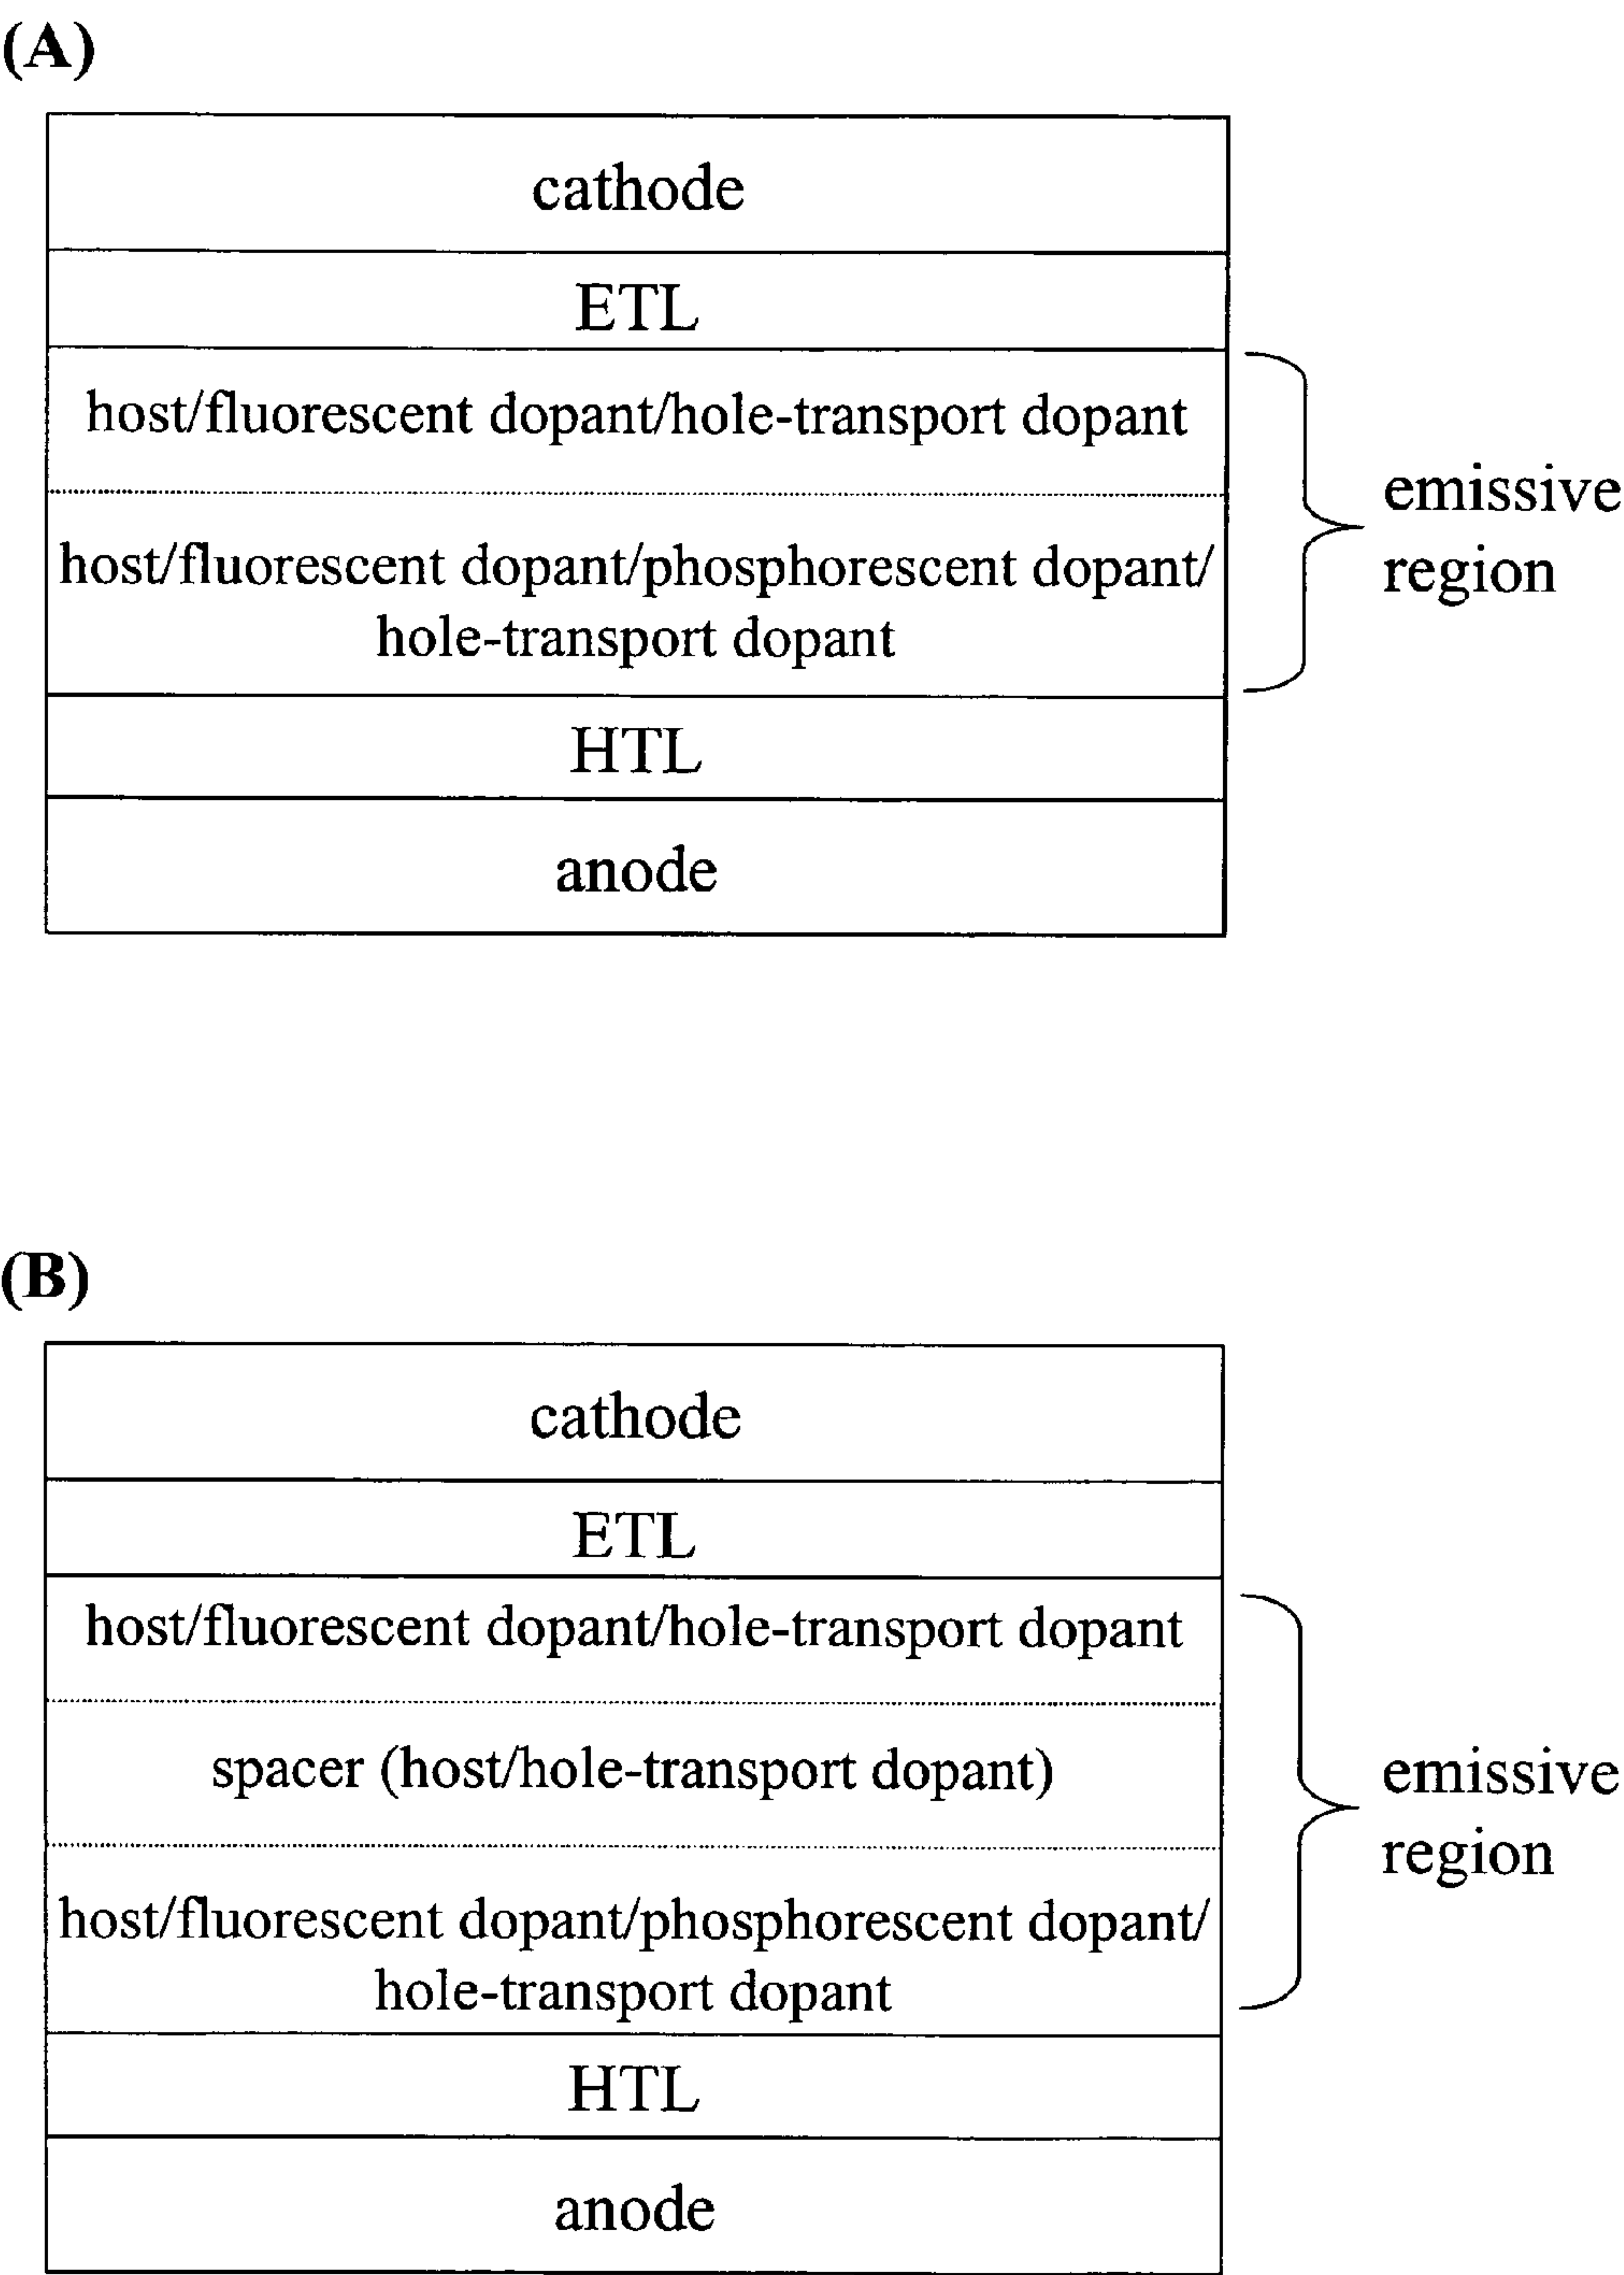 (A)
cathode
ETL
host/fluorescent dopant/hole-transport dopant
host/fluorescent dopant/phosphorescent dopant/
hole-transport dopant
emissive
region
HTL
anode
(B)
cathode
ETL
host/fluorescent dopant/hole-transport dopant
spacer (host/hole-transport dopant)
host/fluorescent dopant/phosphorescent dopant/
hole-transport dopant
emissive
region
HTL
anode